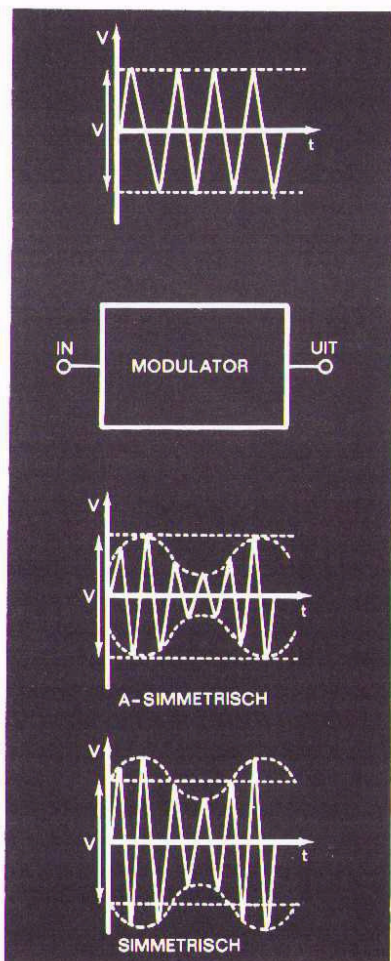 V
V
t
IN
MODULATOR
UIT
V
V
t
A-SIMMETRISCH
V
V
t
SIMMETRISCH